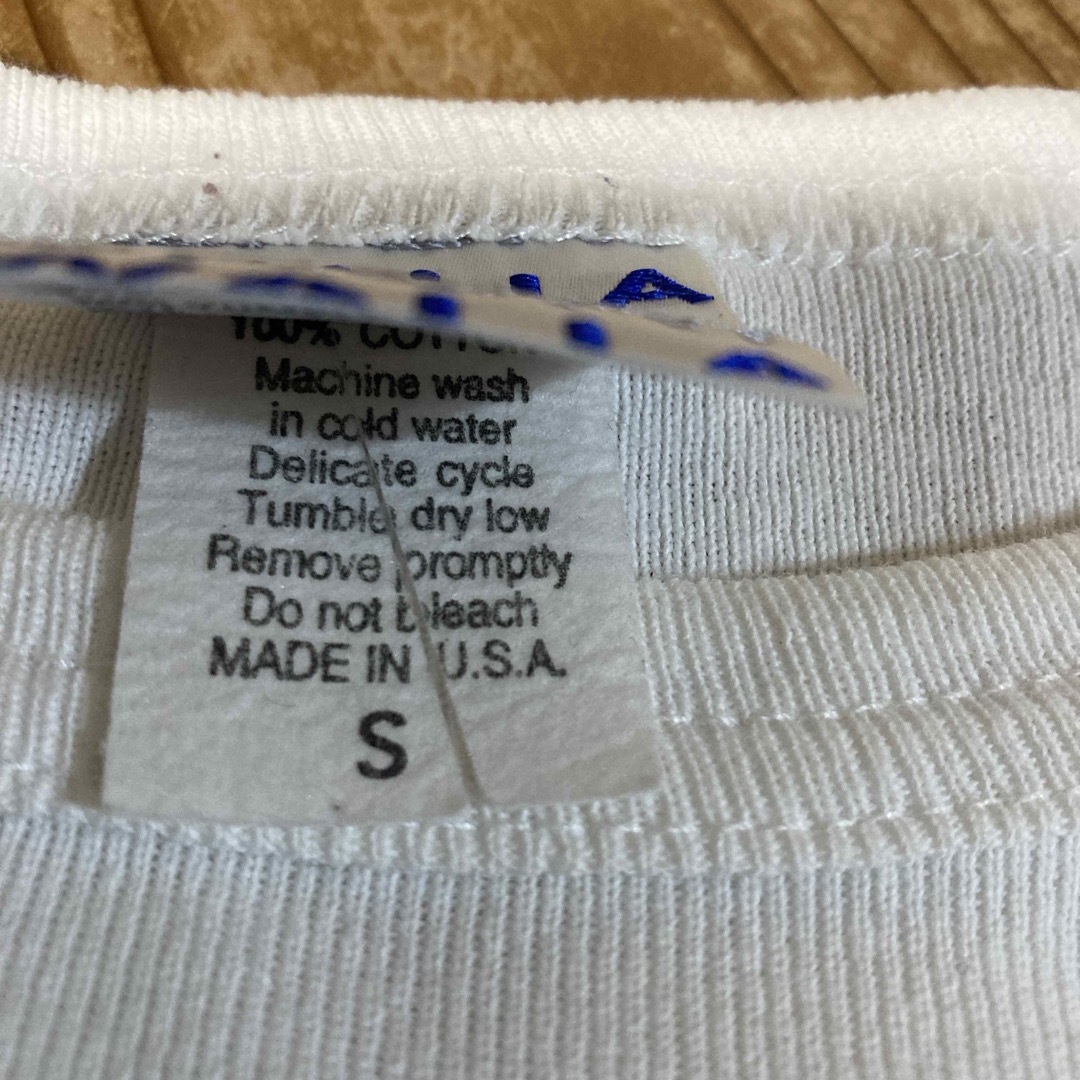 100% COTTON
Machine wash
in cold water
Delicate cycle
Tumble dry low
Remove promptly
Do not bleach
MADE IN U.S.A.
S